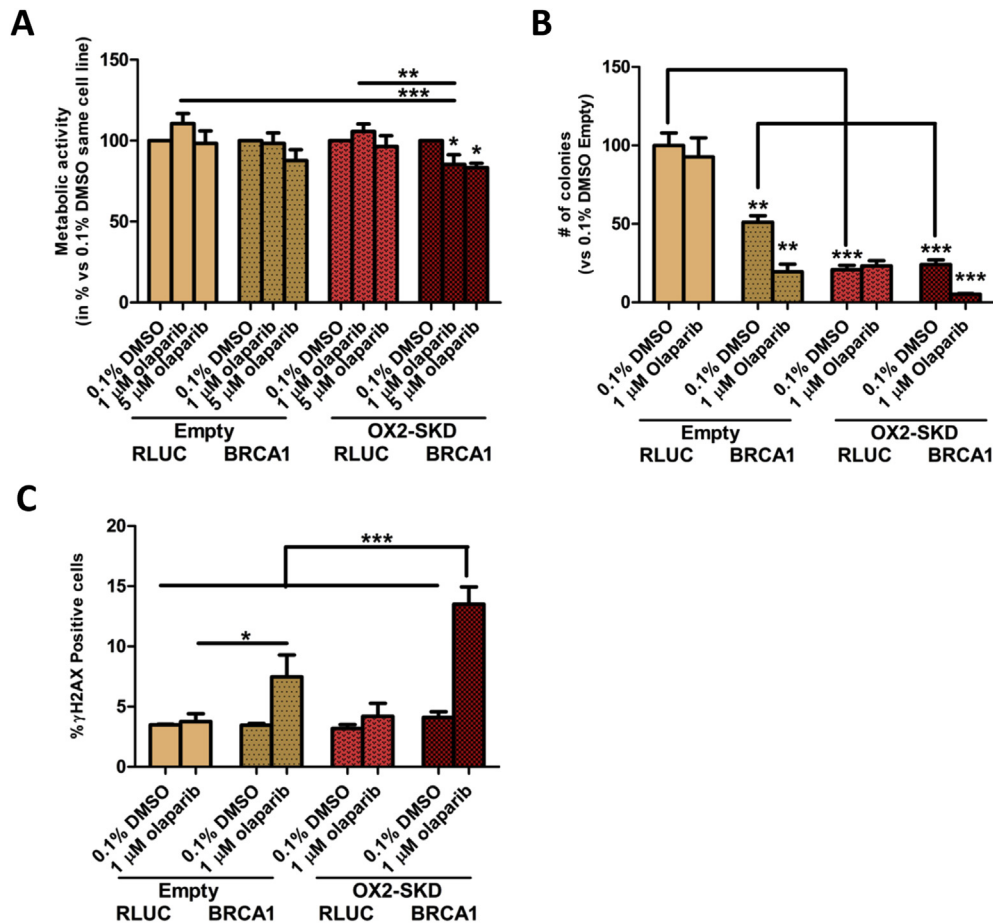 A
Metabolic activity
(in % vs 0.1% DMSO same cell line)
150
100
50
0
**
***
*
*
0.1% DMSO
1 µM olaparib
5 µM olaparib
0.1% DMSO
1 µM olaparib
5 µM olaparib
0.1% DMSO
1 µM olaparib
5 µM olaparib
0.1% DMSO
1 µM olaparib
5 µM olaparib
Empty
OX2-SKD
RLUC
BRCA1
RLUC
BRCA1
B
# of colonies
(vs 0.1% DMSO Empty)
150
100
50
0
**
**
***
***
***
0.1% DMSO
1 µM Olaparib
0.1% DMSO
1 µM Olaparib
0.1% DMSO
1 µM Olaparib
0.1% DMSO
1 µM Olaparib
Empty
OX2-SKD
RLUC
BRCA1
RLUC
BRCA1
C
%γH2AX Positive cells
20
15
10
5
0
***
*
0.1% DMSO
1 µM olaparib
0.1% DMSO
1 µM olaparib
0.1% DMSO
1 µM olaparib
0.1% DMSO
1 µM olaparib
Empty
OX2-SKD
RLUC
BRCA1
RLUC
BRCA1